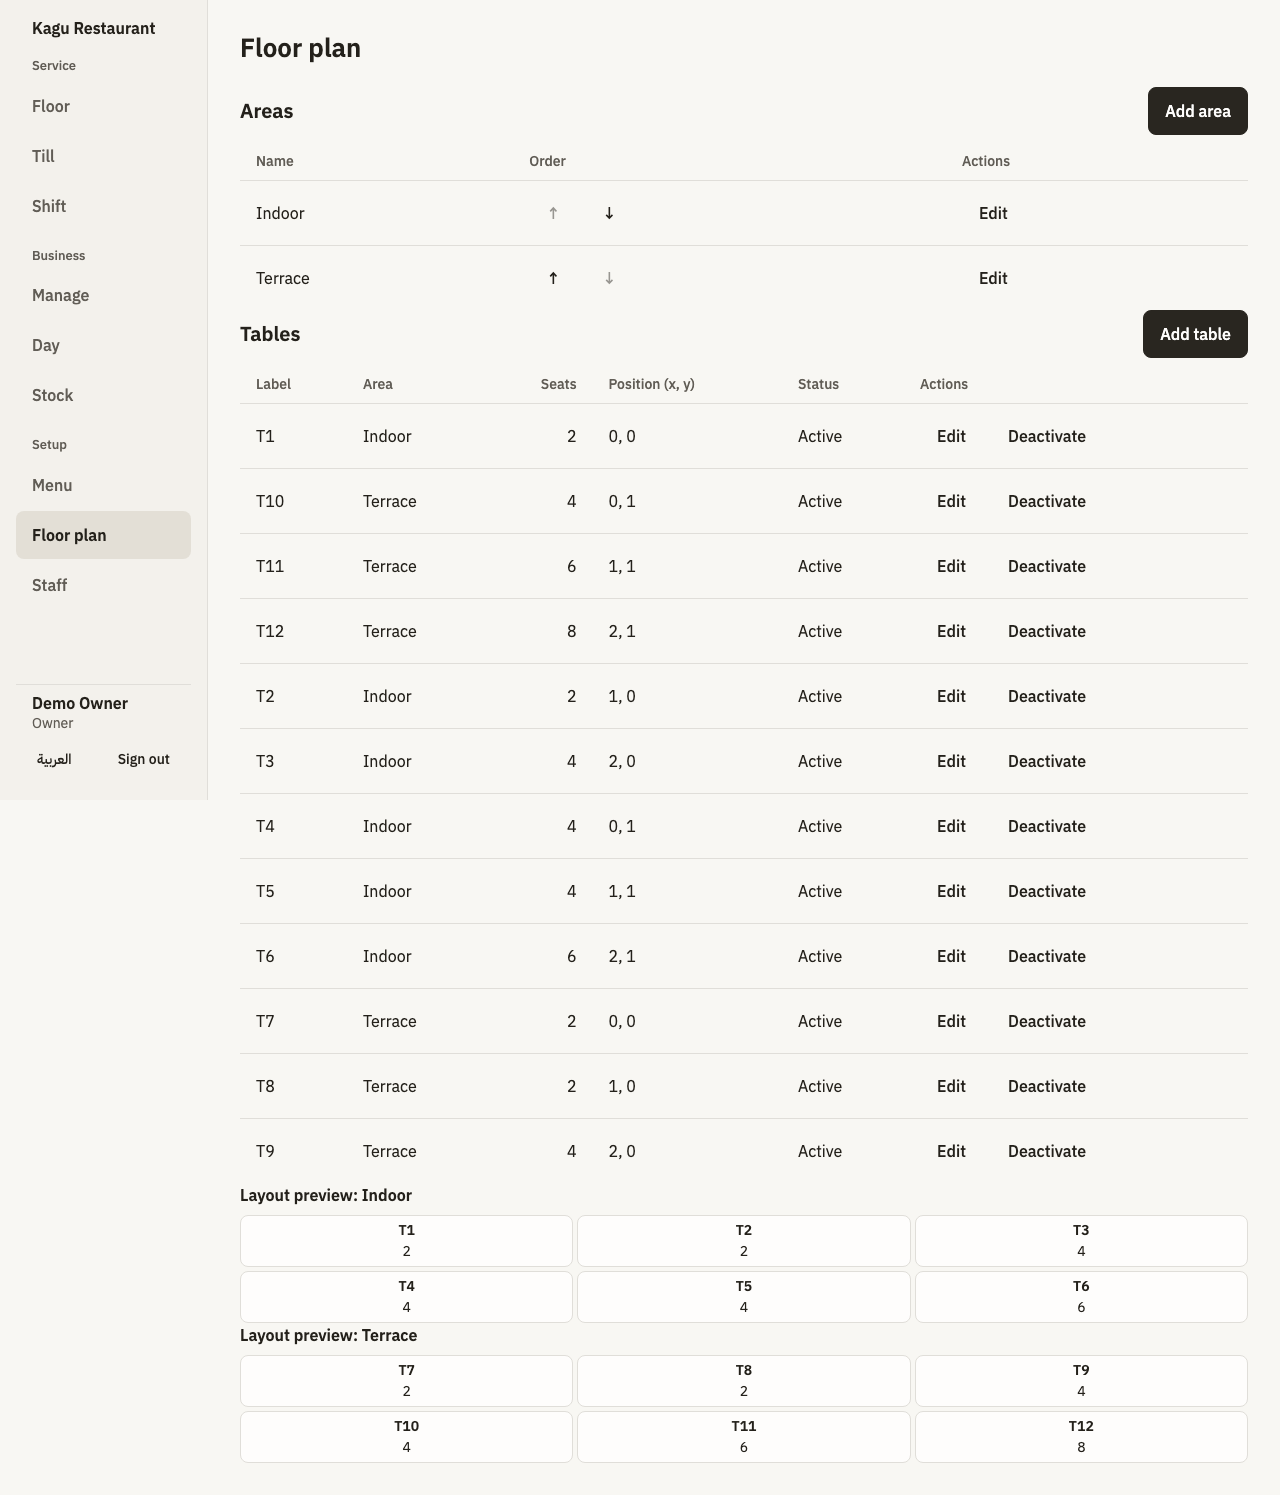 Kagu Restaurant
Service
Floor
Till
Shift
Business
Manage
Day
Stock
Setup
Menu
Floor plan
Staff
Demo Owner
Owner
العربية Sign out
Floor plan
Areas Add area
Name Order Actions
Indoor ↑ ↓ Edit
Terrace ↑ ↓ Edit
Tables Add table
Label Area Seats Position (x, y) Status Actions
T1 Indoor 2 0, 0 Active Edit Deactivate
T10 Terrace 4 0, 1 Active Edit Deactivate
T11 Terrace 6 1, 1 Active Edit Deactivate
T12 Terrace 8 2, 1 Active Edit Deactivate
T2 Indoor 2 1, 0 Active Edit Deactivate
T3 Indoor 4 2, 0 Active Edit Deactivate
T4 Indoor 4 0, 1 Active Edit Deactivate
T5 Indoor 4 1, 1 Active Edit Deactivate
T6 Indoor 6 2, 1 Active Edit Deactivate
T7 Terrace 2 0, 0 Active Edit Deactivate
T8 Terrace 2 1, 0 Active Edit Deactivate
T9 Terrace 4 2, 0 Active Edit Deactivate
Layout preview: Indoor
T1 T2 T3
2 2 4
T4 T5 T6
4 4 6
Layout preview: Terrace
T7 T8 T9
2 2 4
T10 T11 T12
4 6 8